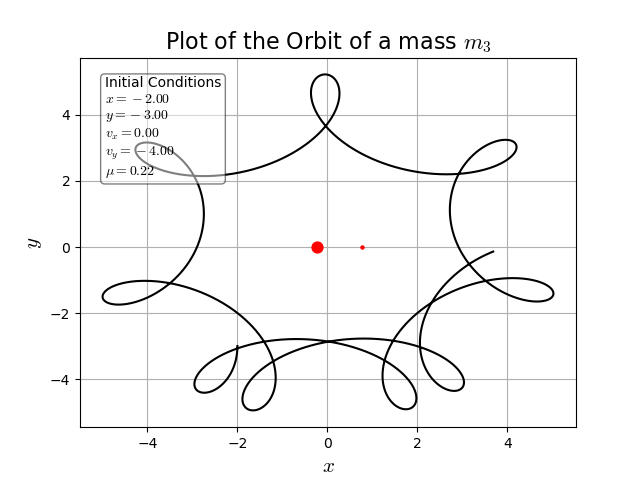 Plot of the Orbit of a mass m₃
Initial Conditions
x = −2.00
y = −3.00
vₓ = 0.00
v_y = −4.00
μ = 0.22
4
2
0
−2
−4
y
−4
−2
0
2
4
x